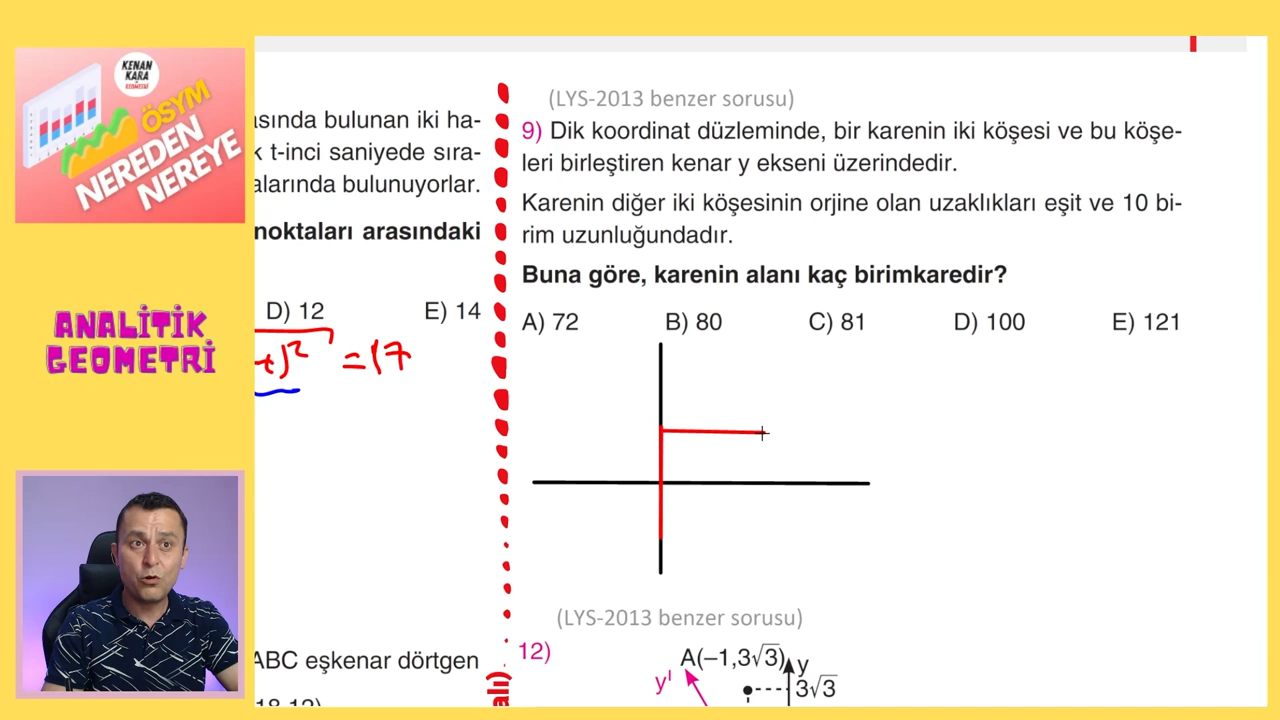 KENAN
KARA
GEOMETRİ
ÖSYM
NEREDEN
NEREYE
ANALİTİK
GEOMETRİ
asında bulunan iki ha-
k t-inci saniyede sıra-
alarında bulunuyorlar.
noktaları arasındaki
D) 12 E) 14
+)² =17
ABC eşkenar dörtgen
(LYS-2013 benzer sorusu)
9) Dik koordinat düzleminde, bir karenin iki köşesi ve bu köşe-
leri birleştiren kenar y ekseni üzerindedir.
Karenin diğer iki köşesinin orjine olan uzaklıkları eşit ve 10 bi-
rim uzunluğundadır.
Buna göre, karenin alanı kaç birimkaredir?
A) 72 B) 80 C) 81 D) 100 E) 121
(LYS-2013 benzer sorusu)
12)
A(–1,3√3)
y
y'
3√3
alı)